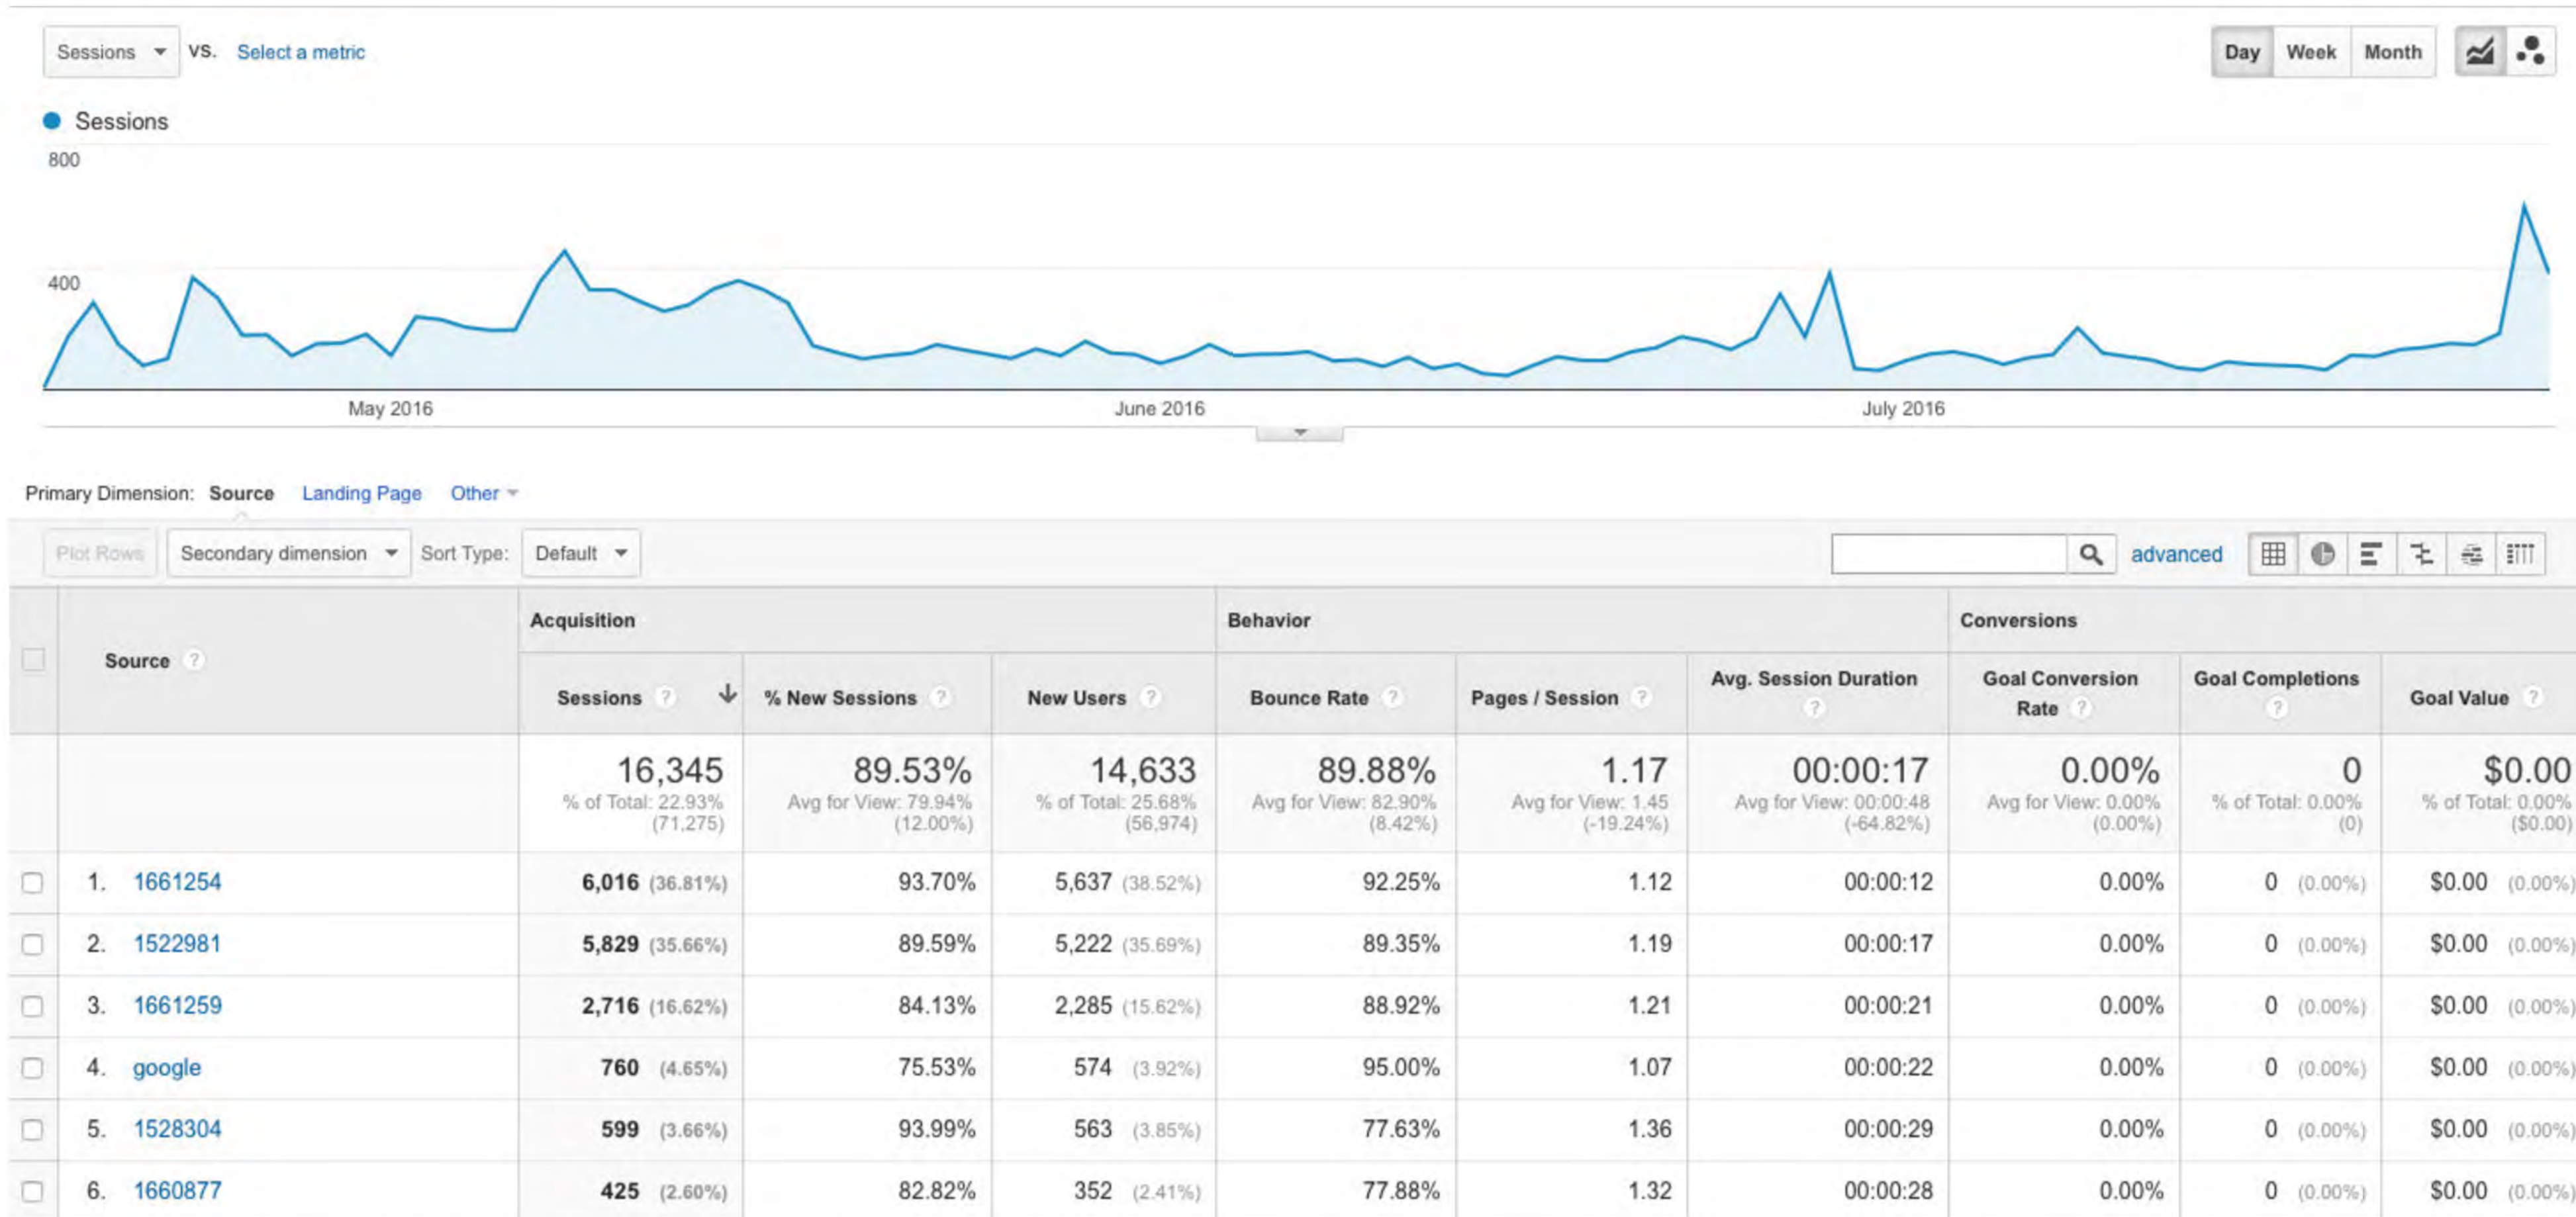 Sessions VS. Select a metric Day Week Month
Sessions
800
400
May 2016 June 2016 July 2016
Primary Dimension: Source Landing Page Other
Plot Rows Secondary dimension Sort Type: Default advanced
Acquisition Behavior Conversions
Source ? Sessions ? % New Sessions ? New Users ? Bounce Rate ? Pages / Session ? Avg. Session Duration ? Goal Conversion Rate ? Goal Completions ? Goal Value ?
16,345 89.53% 14,633 89.88% 1.17 00:00:17 0.00% 0 $0.00
% of Total: 22.93% Avg for View: 79.94% % of Total: 25.68% Avg for View: 82.90% Avg for View: 1.45 Avg for View: 00:00:48 Avg for View: 0.00% % of Total: 0.00% % of Total: 0.00%
(71,275) (12.00%) (56,974) (8.42%) (-19.24%) (-64.82%) (0.00%) (0) ($0.00)
1. 1661254 6,016 (36.81%) 93.70% 5,637 (38.52%) 92.25% 1.12 00:00:12 0.00% 0 (0.00%) $0.00 (0.00%)
2. 1522981 5,829 (35.66%) 89.59% 5,222 (35.69%) 89.35% 1.19 00:00:17 0.00% 0 (0.00%) $0.00 (0.00%)
3. 1661259 2,716 (16.62%) 84.13% 2,285 (15.62%) 88.92% 1.21 00:00:21 0.00% 0 (0.00%) $0.00 (0.00%)
4. google 760 (4.65%) 75.53% 574 (3.92%) 95.00% 1.07 00:00:22 0.00% 0 (0.00%) $0.00 (0.00%)
5. 1528304 599 (3.66%) 93.99% 563 (3.85%) 77.63% 1.36 00:00:29 0.00% 0 (0.00%) $0.00 (0.00%)
6. 1660877 425 (2.60%) 82.82% 352 (2.41%) 77.88% 1.32 00:00:28 0.00% 0 (0.00%) $0.00 (0.00%)